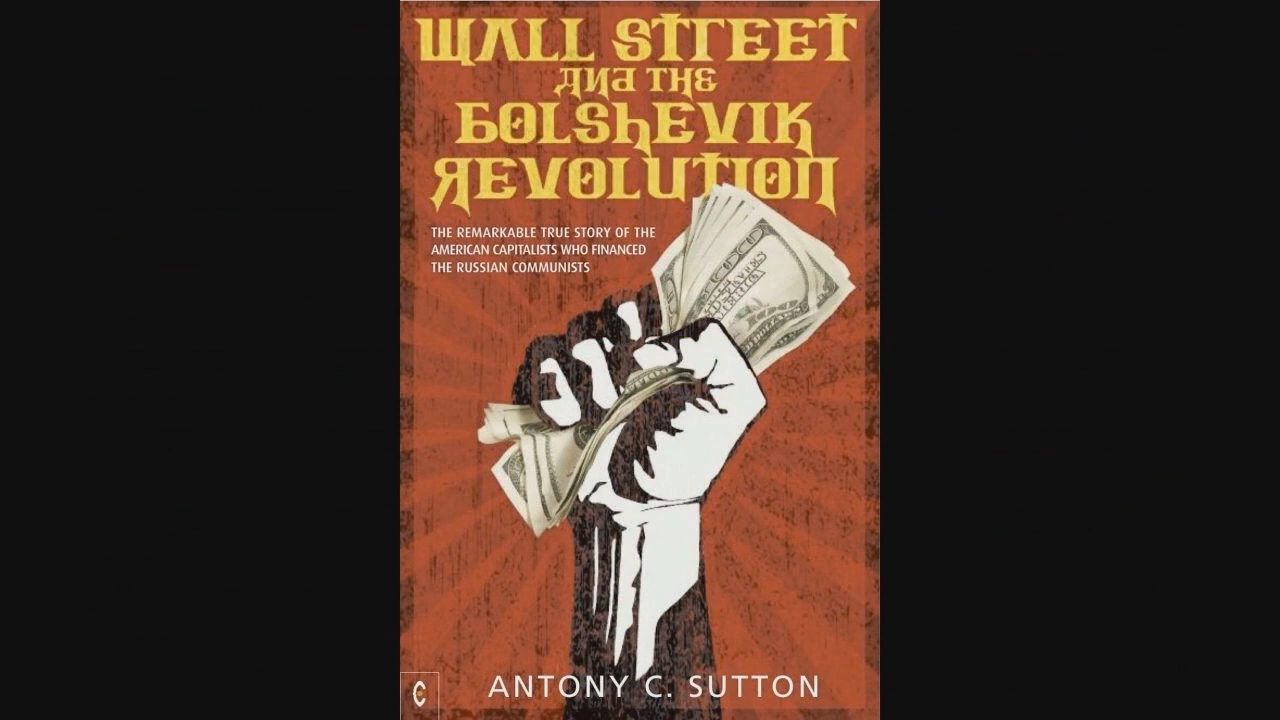 WALL STREET
AND THE
BOLSHEVIK
REVOLUTION
THE REMARKABLE TRUE STORY OF THE
AMERICAN CAPITALISTS WHO FINANCED
THE RUSSIAN COMMUNISTS
100
ANTONY C. SUTTON
C